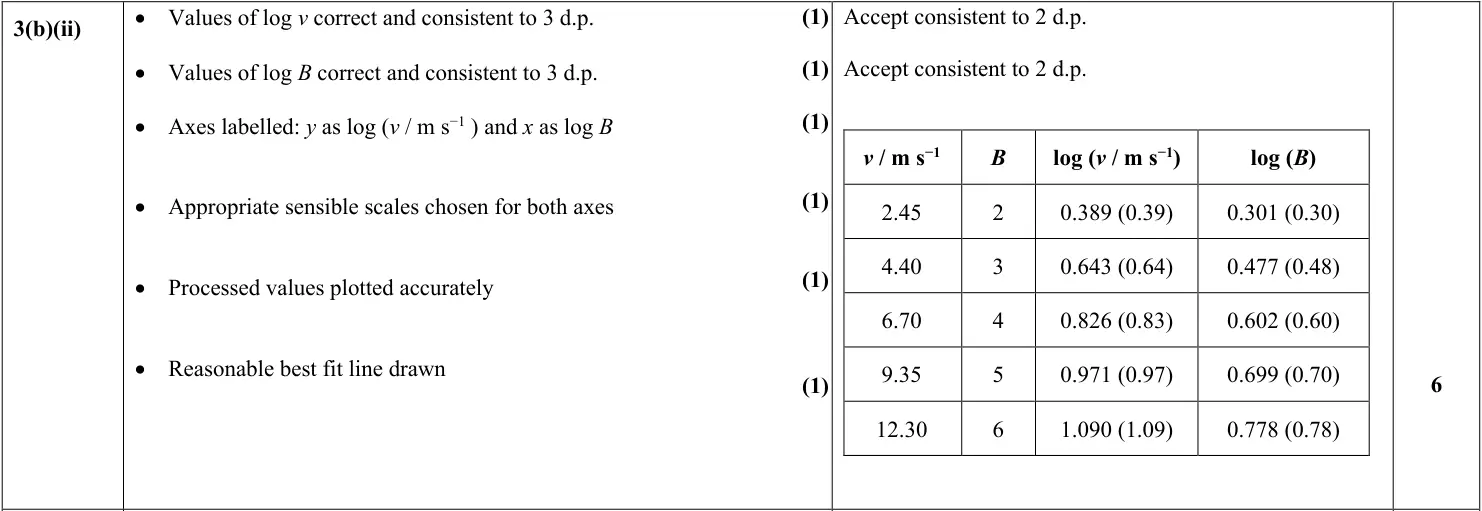 3(b)(ii)
• Values of log v correct and consistent to 3 d.p. (1)
• Values of log B correct and consistent to 3 d.p. (1)
• Axes labelled: y as log (v / m s⁻¹ ) and x as log B (1)
• Appropriate sensible scales chosen for both axes (1)
• Processed values plotted accurately (1)
• Reasonable best fit line drawn (1)
Accept consistent to 2 d.p.
Accept consistent to 2 d.p.
v / m s⁻¹ B log (v / m s⁻¹) log (B)
2.45 2 0.389 (0.39) 0.301 (0.30)
4.40 3 0.643 (0.64) 0.477 (0.48)
6.70 4 0.826 (0.83) 0.602 (0.60)
9.35 5 0.971 (0.97) 0.699 (0.70)
12.30 6 1.090 (1.09) 0.778 (0.78)
6